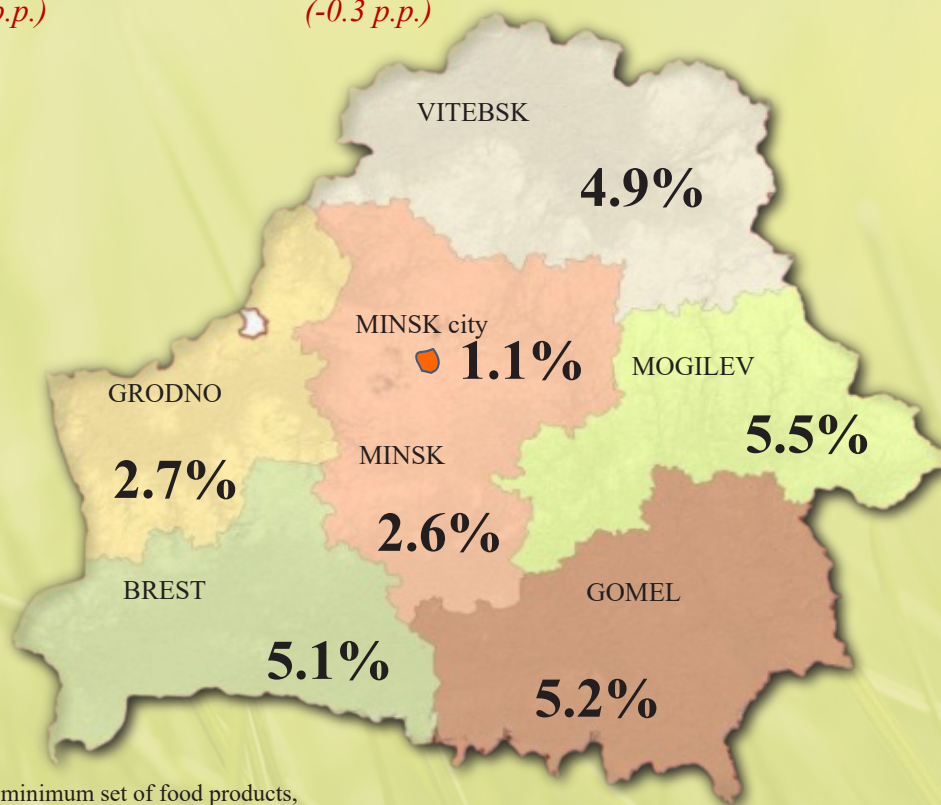 p.p.)
(-0.3 p.p.)
VITEBSK
4.9%
MINSK city
1.1%
MOGILEV
GRODNO
5.5%
MINSK
2.7%
2.6%
BREST
GOMEL
5.1%
5.2%
minimum set of food products,